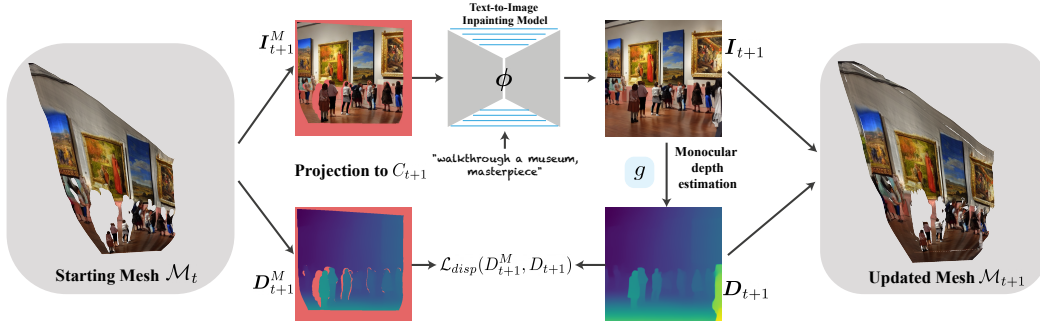 Text-to-Image
Inpainting Model
I^M_{t+1}
ϕ
I_{t+1}
"walkthrough a museum,
masterpiece"
Projection to C_{t+1}
g
Monocular
depth
estimation
Starting Mesh M_t
D^M_{t+1}
L_{disp}(D^M_{t+1}, D_{t+1})
D_{t+1}
Updated Mesh M_{t+1}